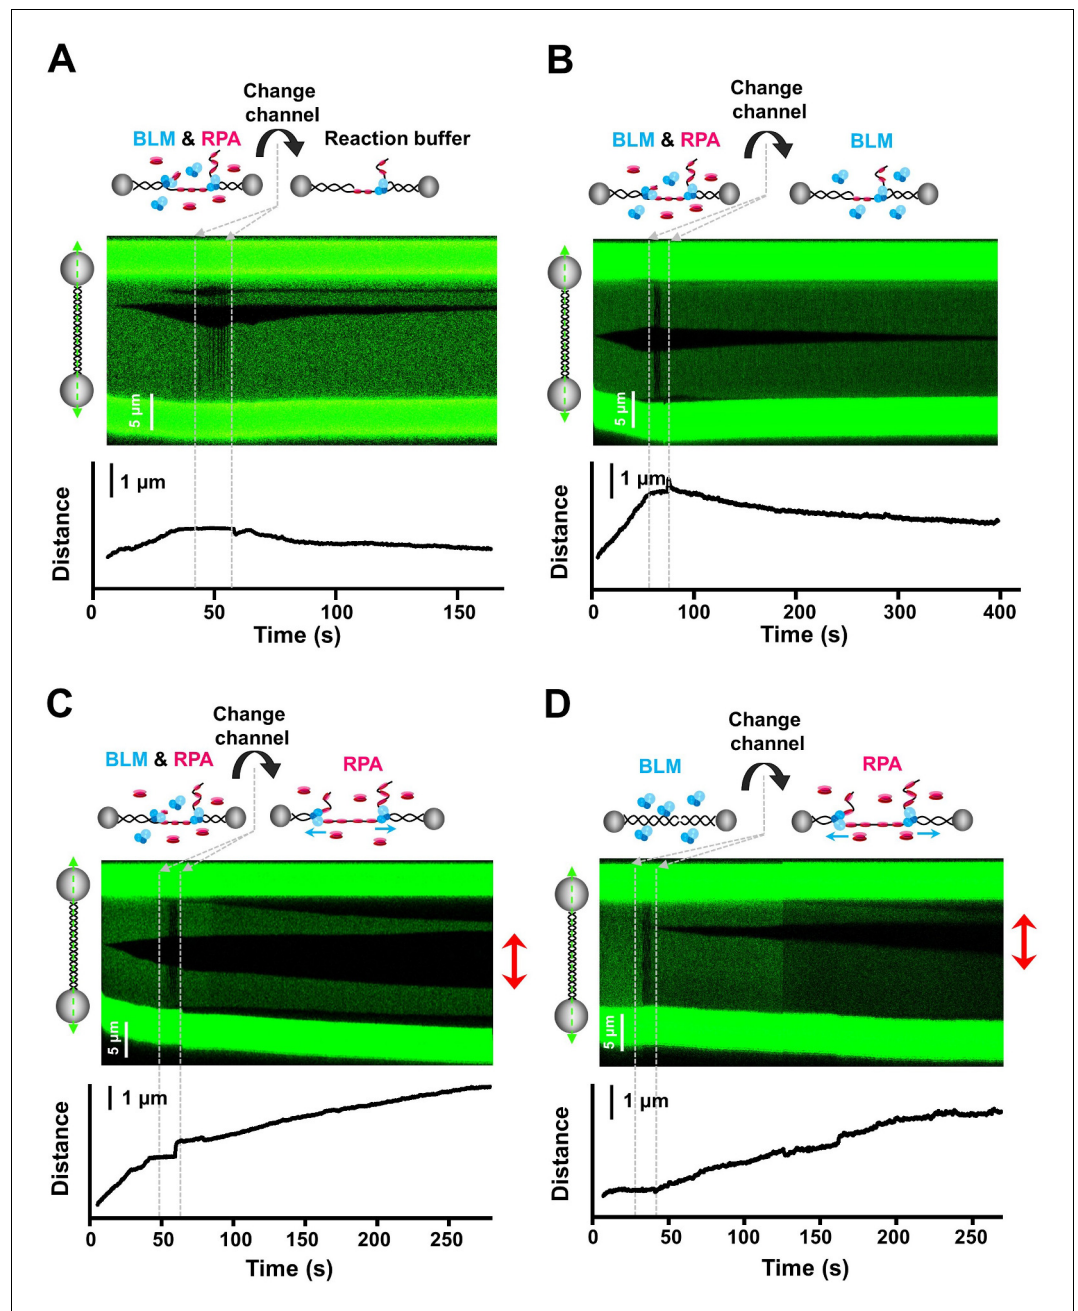 A
Change
channel
BLM & RPA
Reaction buffer
5 µm
1 µm
Distance
0 50 100 150
Time (s)
B
Change
channel
BLM & RPA
BLM
5 µm
1 µm
Distance
0 100 200 300 400
Time (s)
C
Change
channel
BLM & RPA
RPA
5 µm
1 µm
Distance
0 50 100 150 200 250
Time (s)
D
Change
channel
BLM
RPA
5 µm
1 µm
Distance
0 50 100 150 200 250
Time (s)